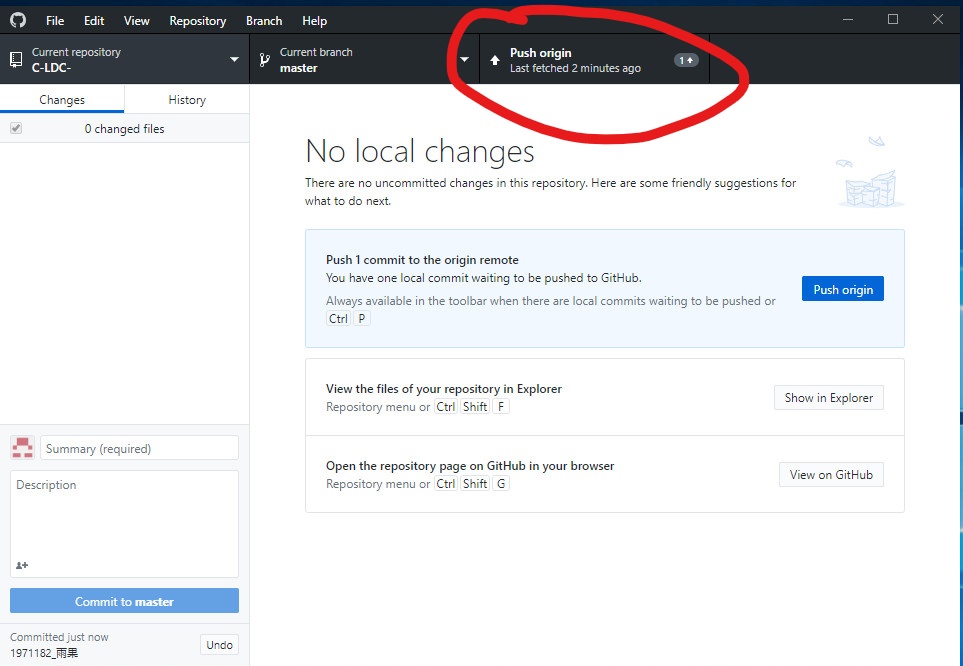 File Edit View Repository Branch Help
Current repository
C-LDC-
Current branch
master
Push origin
Last fetched 2 minutes ago
1
Changes History
0 changed files
No local changes
There are no uncommitted changes in this repository. Here are some friendly suggestions for
what to do next.
Push 1 commit to the origin remote
You have one local commit waiting to be pushed to GitHub.
Always available in the toolbar when there are local commits waiting to be pushed or
Ctrl P
Push origin
View the files of your repository in Explorer
Repository menu or Ctrl Shift F
Show in Explorer
Open the repository page on GitHub in your browser
Repository menu or Ctrl Shift G
View on GitHub
Summary (required)
Description
Commit to master
Committed just now
1971182_雨果
Undo